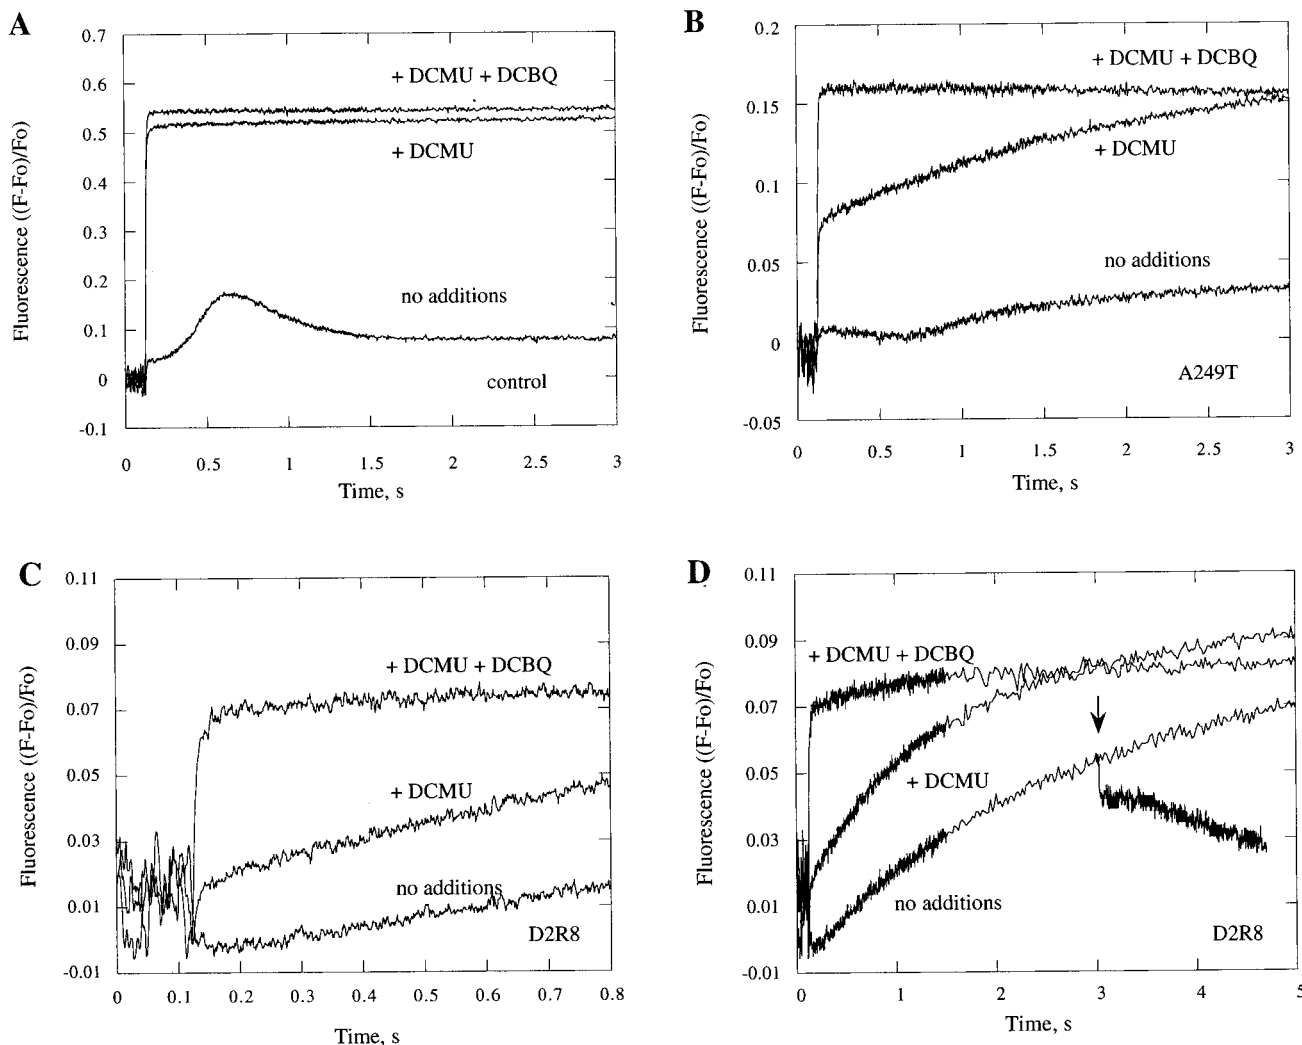 A
Fluorescence ((F-Fo)/Fo)
0.7
0.6
0.5
0.4
0.3
0.2
0.1
0
-0.1
+ DCMU + DCBQ
+ DCMU
no additions
control
0
0.5
1
1.5
2
2.5
3
Time, s
B
Fluorescence ((F-Fo)/Fo)
0.2
0.15
0.1
0.05
0
-0.05
+ DCMU + DCBQ
+ DCMU
no additions
A249T
0
0.5
1
1.5
2
2.5
3
Time, s
C
Fluorescence ((F-Fo)/Fo)
0.11
0.09
0.07
0.05
0.03
0.01
-0.01
+ DCMU + DCBQ
+ DCMU
no additions
D2R8
0
0.1
0.2
0.3
0.4
0.5
0.6
0.7
0.8
Time, s
D
Fluorescence ((F-Fo)/Fo)
0.11
0.09
0.07
0.05
0.03
0.01
-0.01
+ DCMU + DCBQ
+ DCMU
no additions
D2R8
0
1
2
3
4
5
Time, s